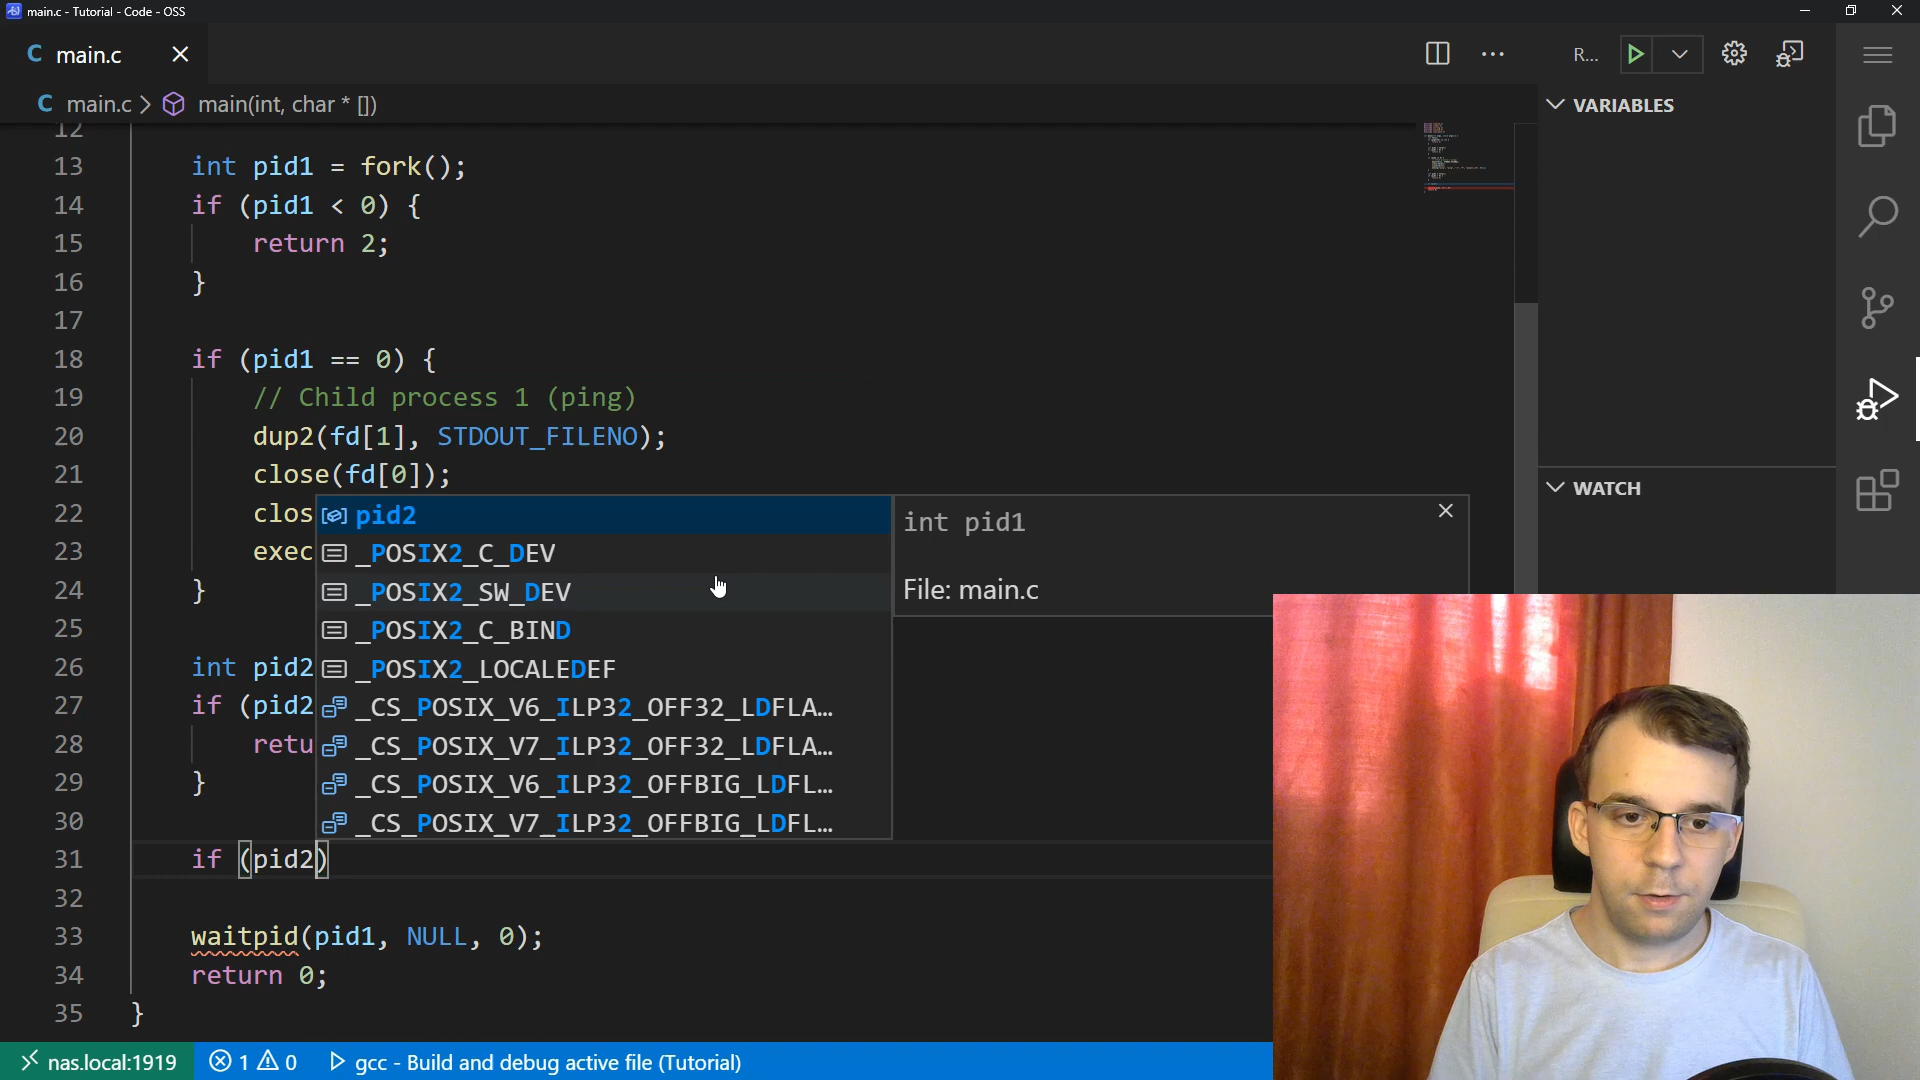 main.c - Tutorial - Code - OSS
C main.c
R...
C main.c > main(int, char * [])
VARIABLES
12
13 int pid1 = fork();
14 if (pid1 < 0) {
15 return 2;
16 }
17
18 if (pid1 == 0) {
19 // Child process 1 (ping)
20 dup2(fd[1], STDOUT_FILENO);
21 close(fd[0]);
22 clos
23 exec
24 }
25
26 int pid2
27 if (pid2
28 retu
29 }
30
31 if (pid2)
32
33 waitpid(pid1, NULL, 0);
34 return 0;
35 }
pid2
_POSIX2_C_DEV
_POSIX2_SW_DEV
_POSIX2_C_BIND
_POSIX2_LOCALEDEF
_CS_POSIX_V6_ILP32_OFF32_LDFLA…
_CS_POSIX_V7_ILP32_OFF32_LDFLA…
_CS_POSIX_V6_ILP32_OFFBIG_LDFL…
_CS_POSIX_V7_ILP32_OFFBIG_LDFL…
int pid1
File: main.c
WATCH
nas.local:1919
1 0
gcc - Build and debug active file (Tutorial)